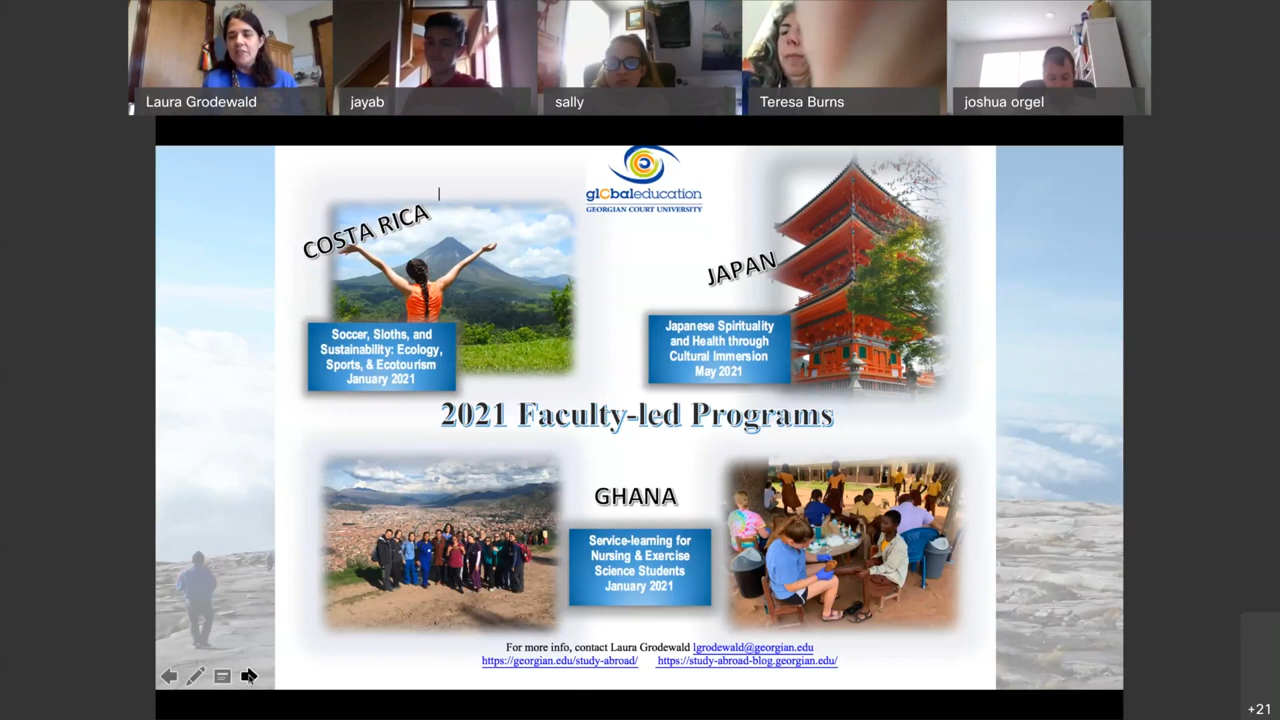 Laura Grodewald
jayab
sally
Teresa Burns
joshua orgel
glObaleducation
GEORGIAN COURT UNIVERSITY
COSTA RICA
JAPAN
Soccer, Sloths, and
Sustainability: Ecology,
Sports, & Ecotourism
January 2021
Japanese Spirituality
and Health through
Cultural Immersion
May 2021
2021 Faculty-led Programs
GHANA
Service-learning for
Nursing & Exercise
Science Students
January 2021
For more info, contact Laura Grodewald lgrodewald@georgian.edu
https://georgian.edu/study-abroad/ https://study-abroad-blog.georgian.edu/
+21